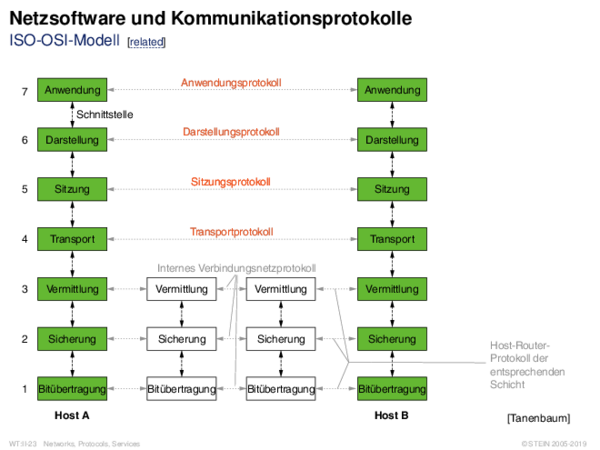 Netzsoftware und Kommunikationsprotokolle
ISO-OSI-Modell [related]
7 Anwendung Anwendungsprotokoll Anwendung
Schnittstelle
6 Darstellung Darstellungsprotokoll Darstellung
5 Sitzung Sitzungsprotokoll Sitzung
4 Transport Transportprotokoll Transport
Internes Verbindungsnetzprotokoll
3 Vermittlung Vermittlung Vermittlung Vermittlung
2 Sicherung Sicherung Sicherung Sicherung
Host-Router-
Protokoll der
entsprechenden
Schicht
1 Bitübertragung Bitübertragung Bitübertragung Bitübertragung
Host A Host B
[Tanenbaum]
WT:II-23 Networks, Protocols, Services ©STEIN 2005-2019